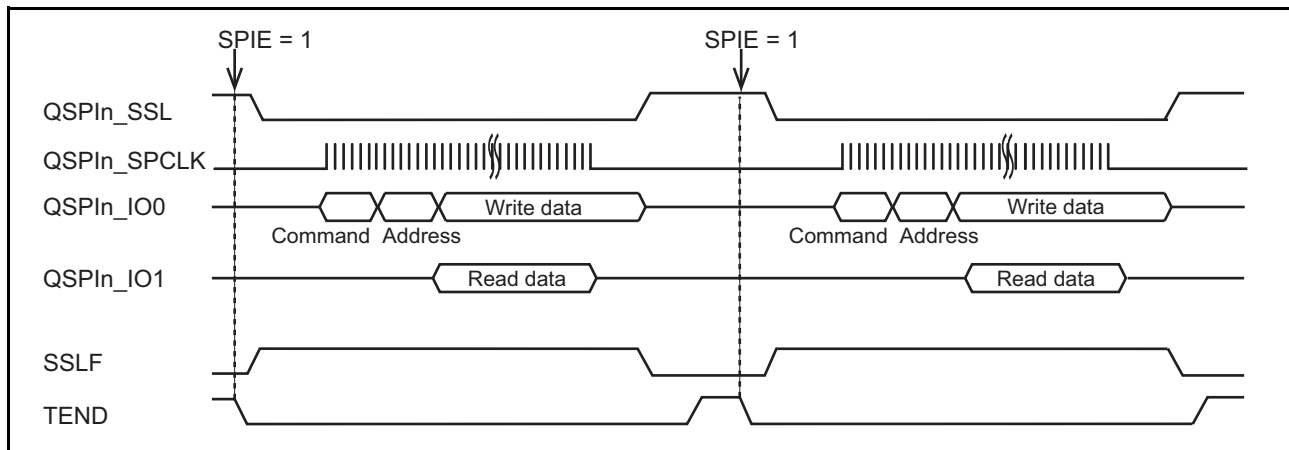 SPIE = 1 SPIE = 1
QSPIn_SSL
QSPIn_SPCLK
QSPIn_IO0 Write data Write data
Command Address Command Address
QSPIn_IO1 Read data Read data
SSLF
TEND